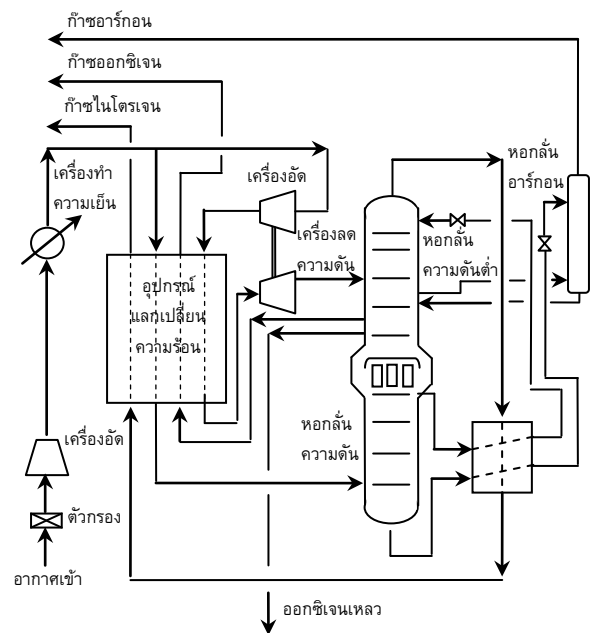 ก๊าซอาร์กอน
ก๊าซออกซิเจน
ก๊าซไนโตรเจน
เครื่องทำ
ความเย็น
เครื่องอัด
หอกลั่น
อาร์กอน
เครื่องลด
ความดัน
หอกลั่น
ความดันต่ำ
อุปกรณ์
แลกเปลี่ยน
ความร้อน
เครื่องอัด
หอกลั่น
ความดัน
ตัวกรอง
อากาศเข้า
ออกซิเจนเหลว